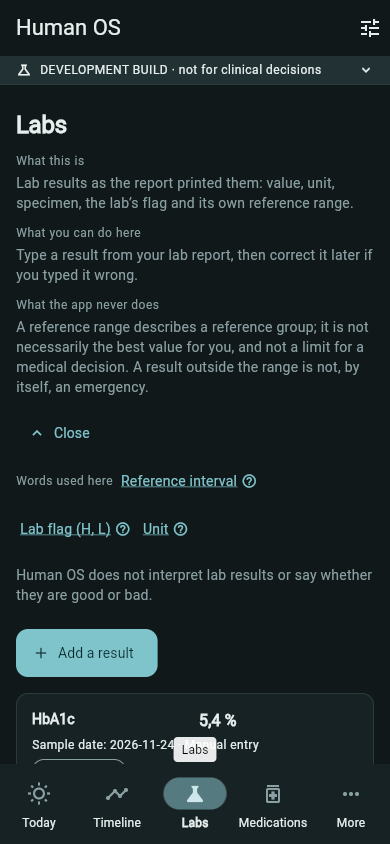 Human OS
DEVELOPMENT BUILD · not for clinical decisions
Labs
What this is
Lab results as the report printed them: value, unit,
specimen, the lab's flag and its own reference range.
What you can do here
Type a result from your lab report, then correct it later if
you typed it wrong.
What the app never does
A reference range describes a reference group; it is not
necessarily the best value for you, and not a limit for a
medical decision. A result outside the range is not, by
itself, an emergency.
Close
Words used here Reference interval
Lab flag (H, L) Unit
Human OS does not interpret lab results or say whether
they are good or bad.
+ Add a result
HbA1c 5,4 %
Sample date: 2026-11-24 entry
Labs
Today Timeline Labs Medications More